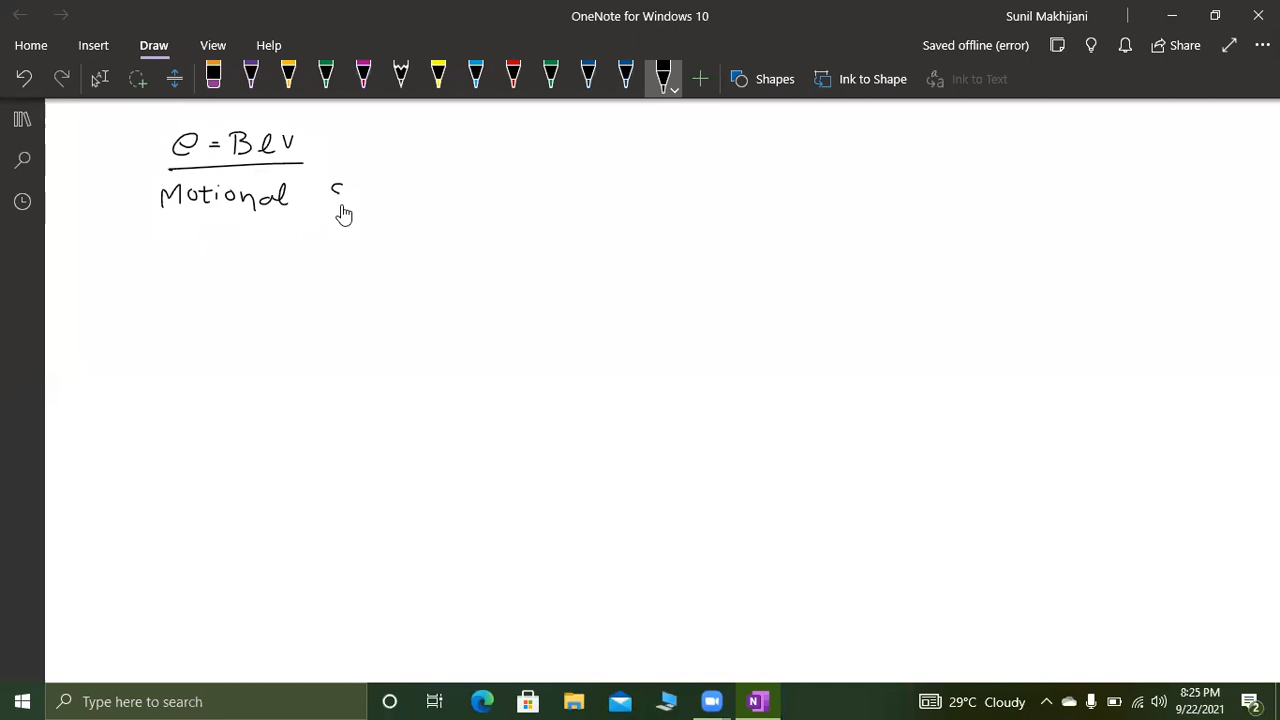 OneNote for Windows 10
Sunil Makhijani
Home Insert Draw View Help
Saved offline (error)
Share
Shapes
Ink to Shape
Ink to Text
e = Blv
Motional
Type here to search
29°C Cloudy
8:25 PM
9/22/2021
2